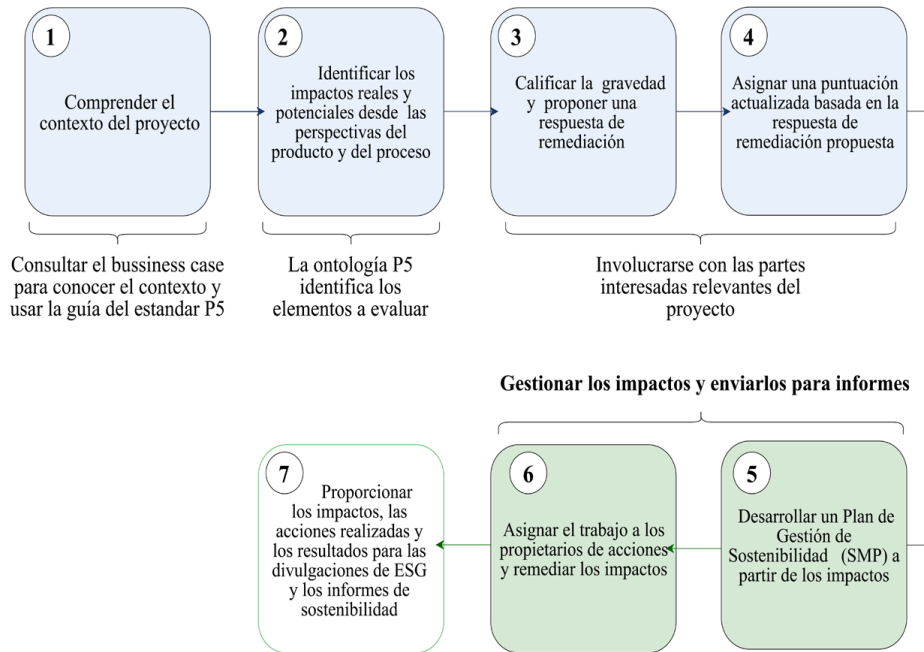 1
Comprender el
contexto del proyecto
2
Identificar los
impactos reales y
potenciales desde las
perspectivas del
producto y del proceso
3
Calificar la gravedad
y proponer una
respuesta de
remediación
4
Asignar una puntuación
actualizada basada en la
respuesta de
remediación propuesta
Consultar el bussiness case
para conocer el contexto y
usar la guía del estandar P5
La ontología P5
identifica los
elementos a evaluar
Involucrarse con las partes
interesadas relevantes del
proyecto
Gestionar los impactos y enviarlos para informes
5
Desarrollar un Plan de
Gestión de
Sostenibilidad (SMP) a
partir de los impactos
6
Asignar el trabajo a los
propietarios de acciones
y remediar los impactos
7
Proporcionar
los impactos, las
acciones realizadas y
los resultados para las
divulgaciones de ESG
y los informes de
sostenibilidad